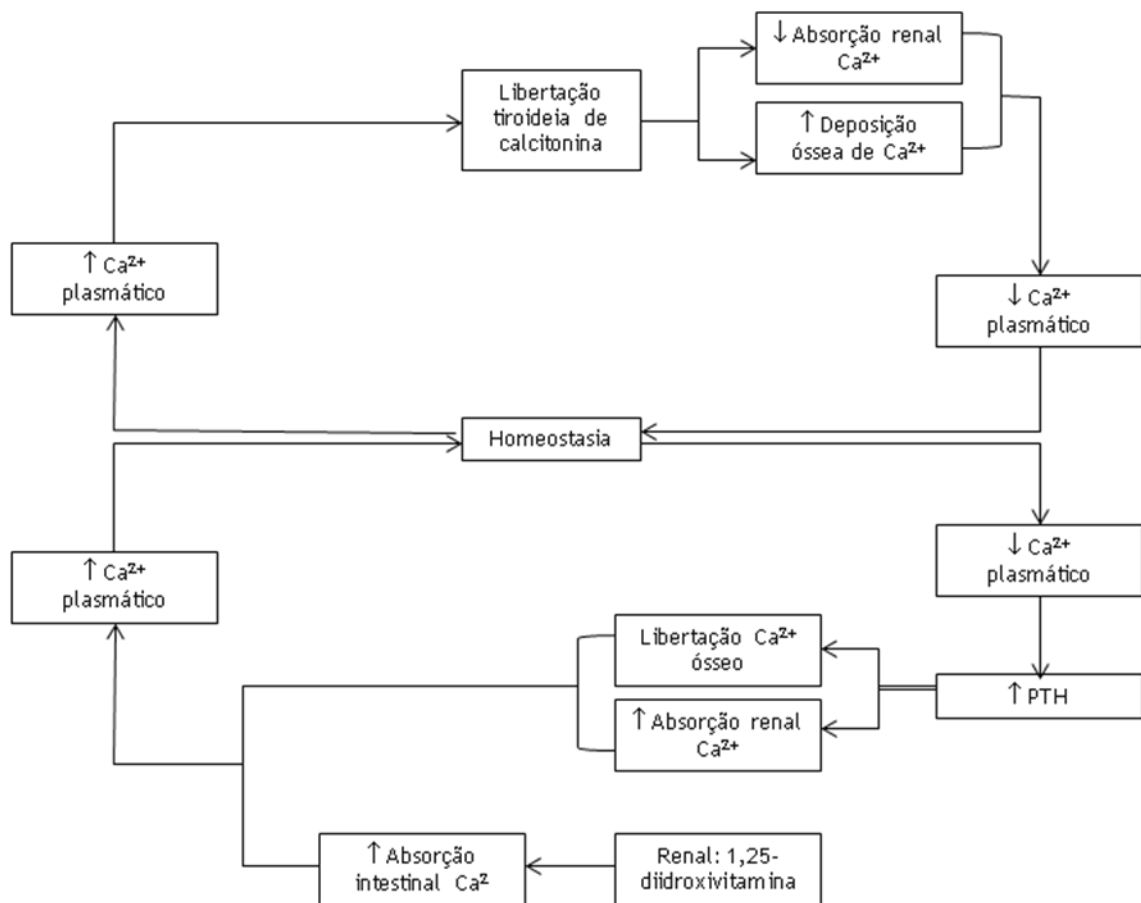 ↓ Absorção renal
Ca²⁺
Libertação
tiroideia de
calcitonina
↑ Deposição
óssea de Ca²⁺
↑ Ca²⁺
plasmático
↓ Ca²⁺
plasmático
Homeostasia
↑ Ca²⁺
plasmático
↓ Ca²⁺
plasmático
Libertação Ca²⁺
ósseo
↑ PTH
↑ Absorção renal
Ca²⁺
↑ Absorção
intestinal Ca²
Renal: 1,25-
diidroxivitamina